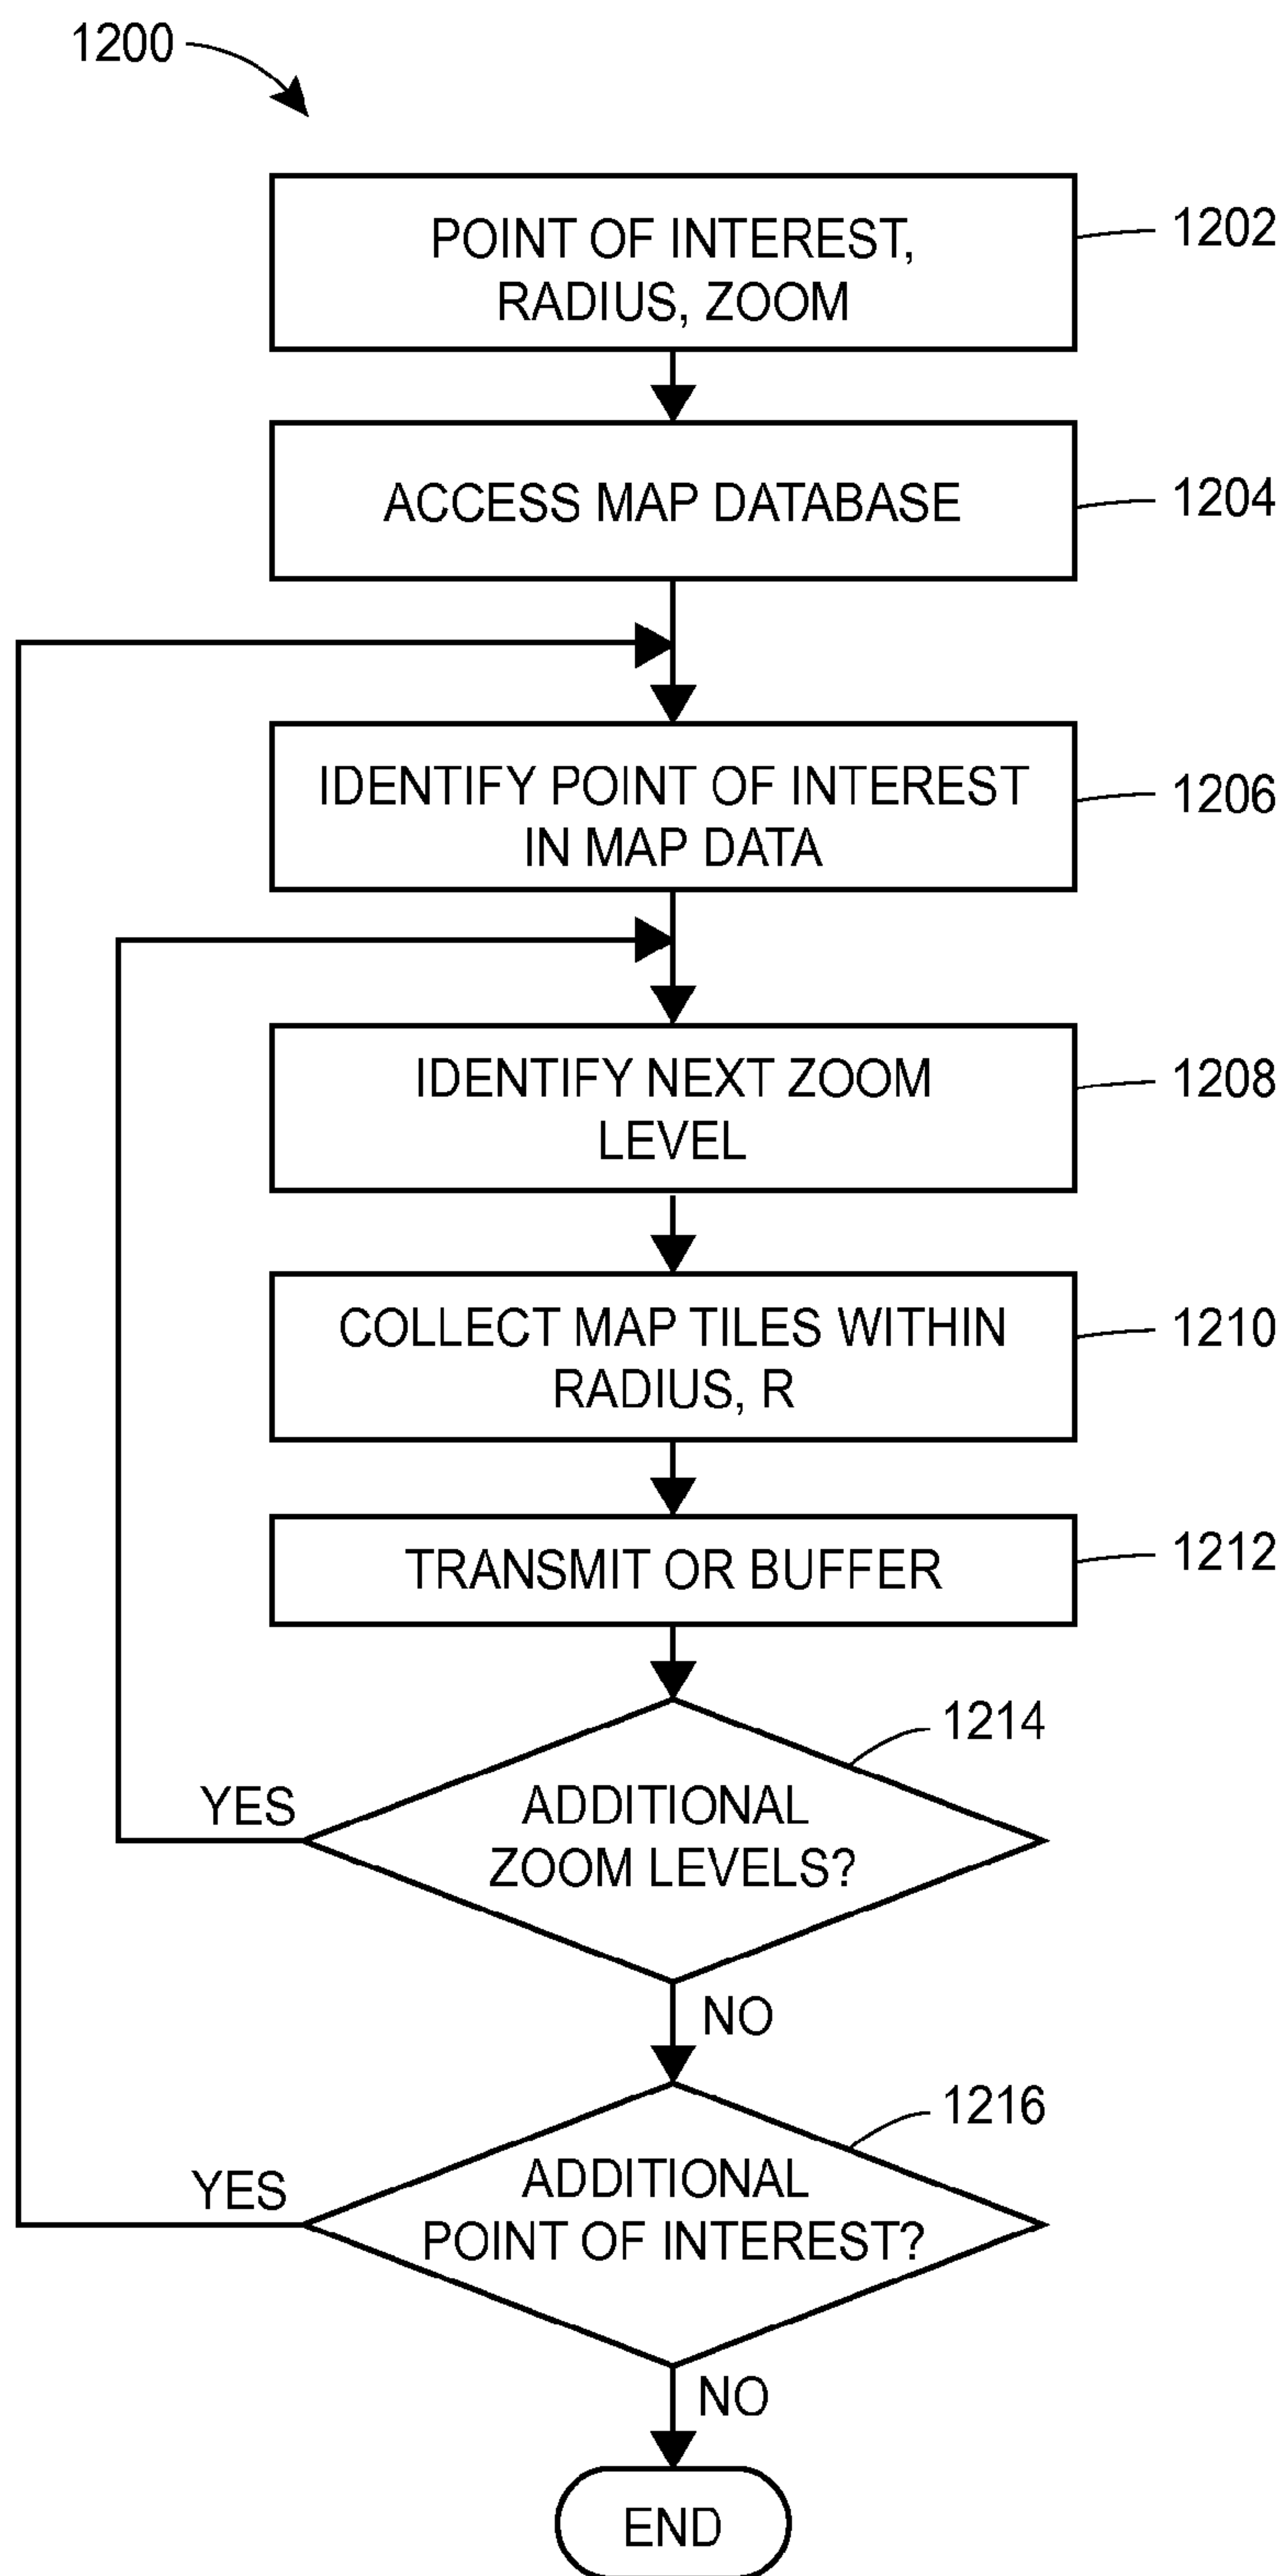 1200
POINT OF INTEREST,
RADIUS, ZOOM
1202
ACCESS MAP DATABASE
1204
IDENTIFY POINT OF INTEREST
IN MAP DATA
1206
IDENTIFY NEXT ZOOM
LEVEL
1208
COLLECT MAP TILES WITHIN
RADIUS, R
1210
TRANSMIT OR BUFFER
1212
1214
YES
ADDITIONAL
ZOOM LEVELS?
NO
1216
YES
ADDITIONAL
POINT OF INTEREST?
NO
END